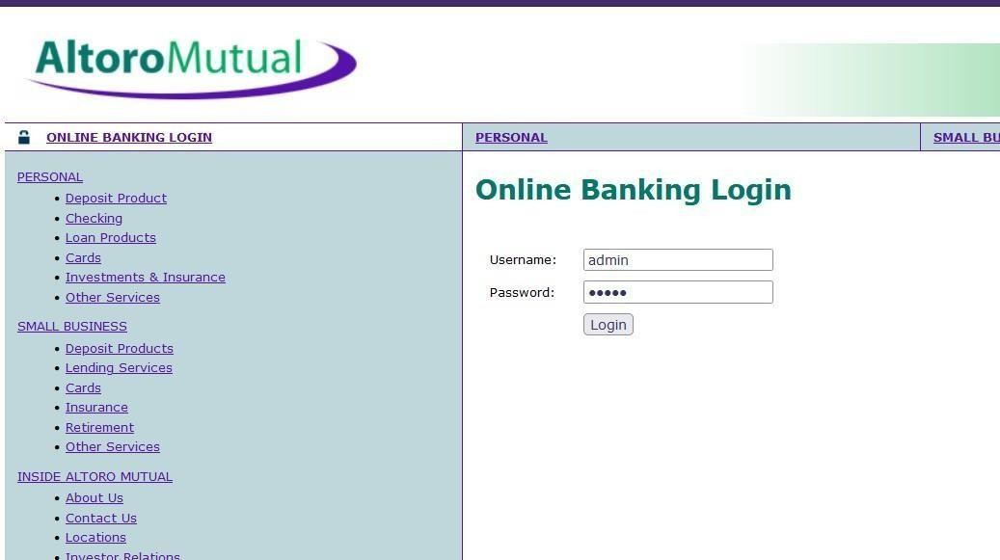 AltoroMutual
ONLINE BANKING LOGIN
PERSONAL
SMALL BU
PERSONAL
Deposit Product
Checking
Loan Products
Cards
Investments & Insurance
Other Services
SMALL BUSINESS
Deposit Products
Lending Services
Cards
Insurance
Retirement
Other Services
INSIDE ALTORO MUTUAL
About Us
Contact Us
Locations
Investor Relations
Online Banking Login
Username: admin
Password: •••••
Login